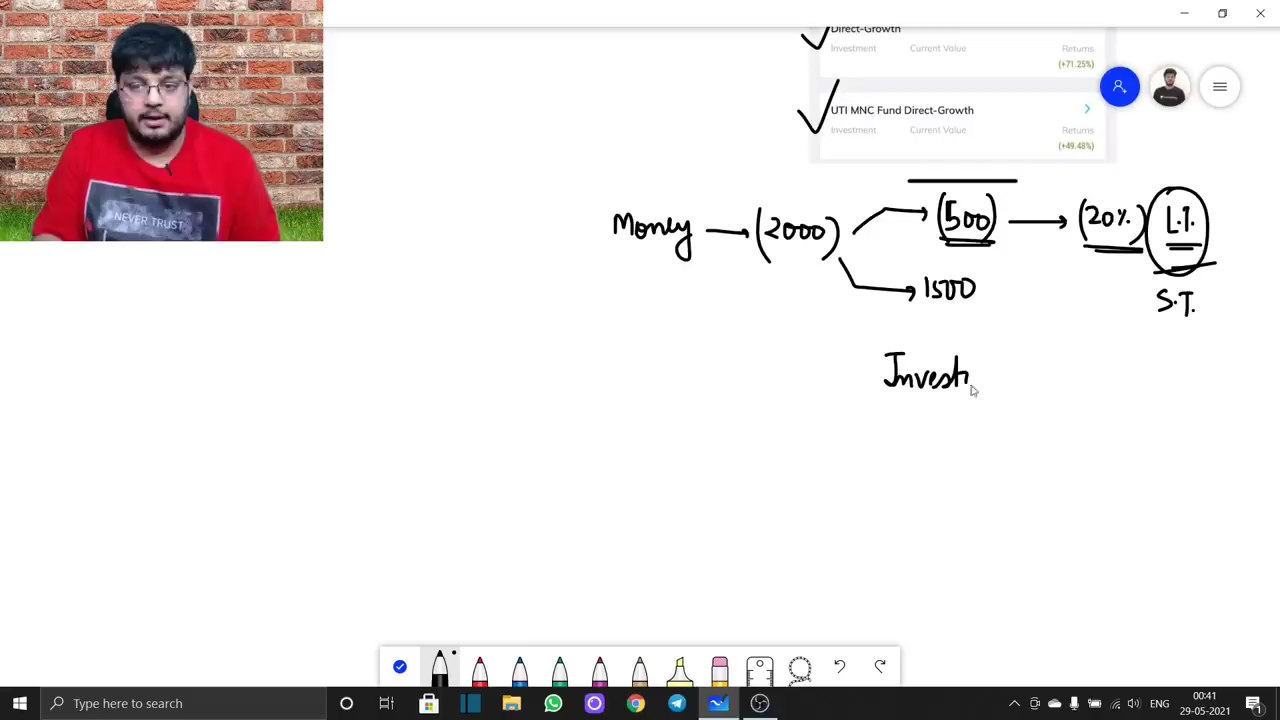 Direct-Growth
Investment Current Value Returns
(+71.25%)
UTI MNC Fund Direct-Growth
Investment Current Value Returns
(+49.48%)
NEVER TRUST
Money → (2000) → (500) → (20%) L.T.
→ 1500
S.T.
Invest
Type here to search
ENG
00:41
29-05-2021
1